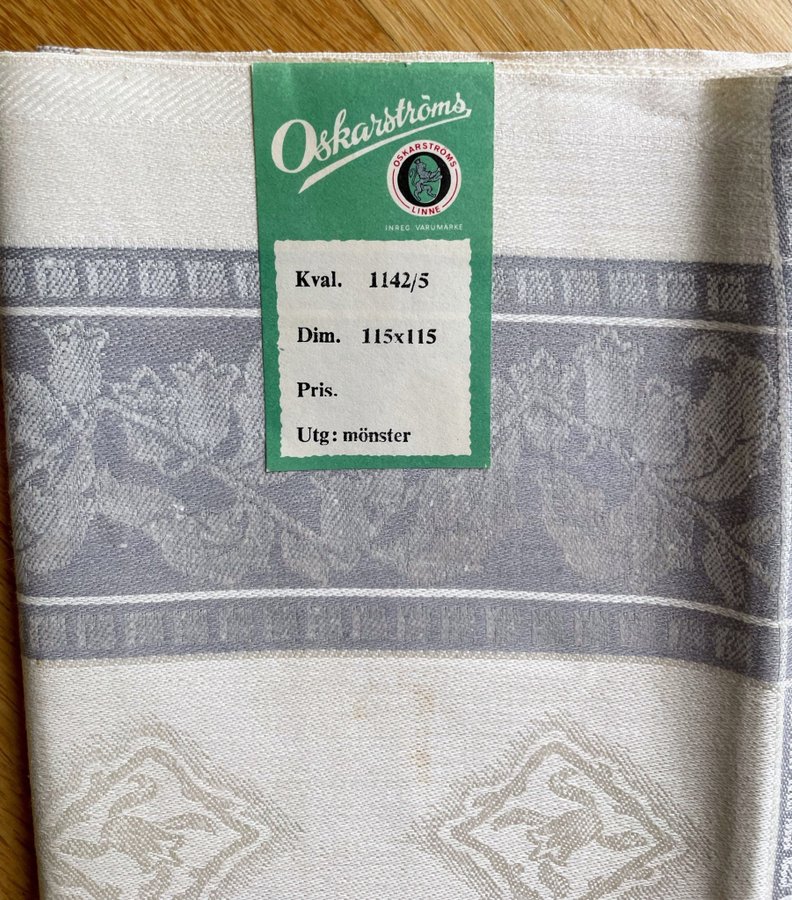 Oskarströms
OSKARSTRÖMS
LINNE
INREG. VARUMÄRKE
Kval. 1142/5
Dim. 115x115
Pris.
Utg: mönster